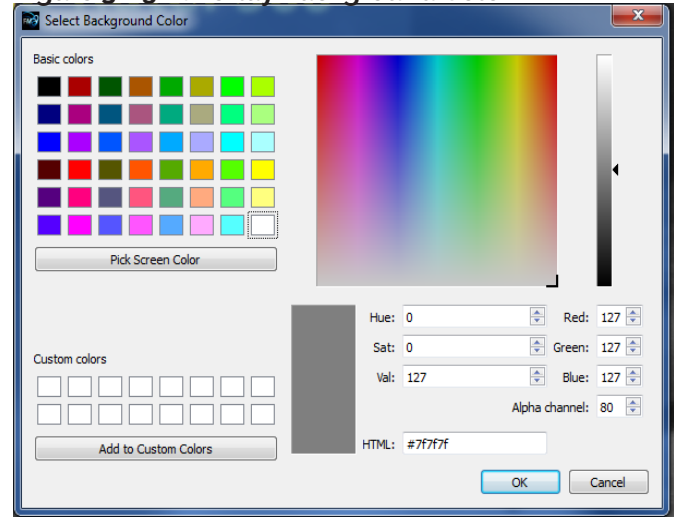 Select Background Color
Basic colors
Pick Screen Color
Hue: 0 Red: 127
Sat: 0 Green: 127
Custom colors
Val: 127 Blue: 127
Alpha channel: 80
Add to Custom Colors
HTML: #7f7f7f
OK Cancel